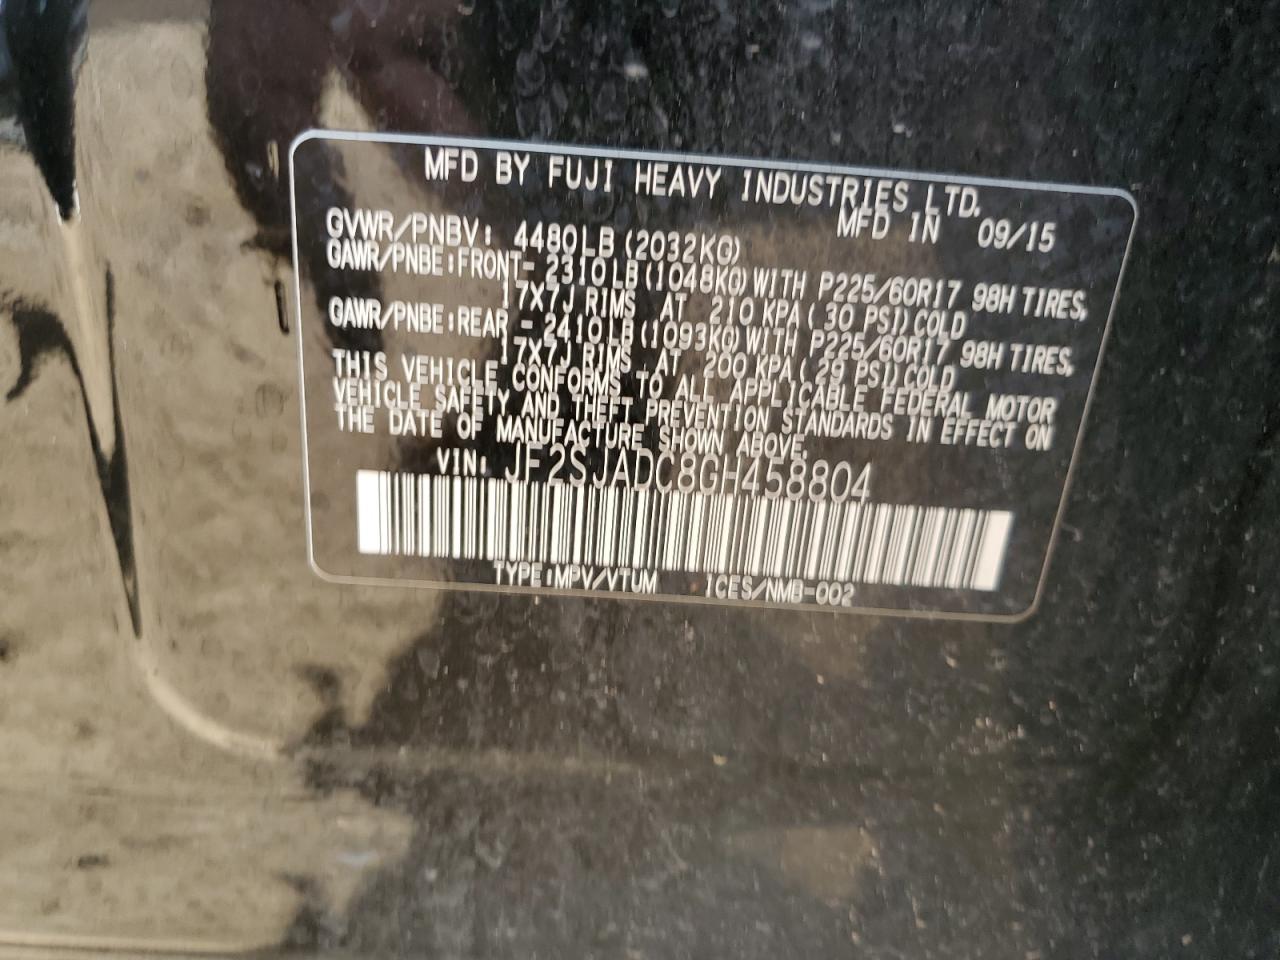 MFD BY FUJI HEAVY INDUSTRIES LTD.
MFD IN 09/15
GVWR/PNBV: 4480LB (2032KG)
GAWR/PNBE:FRONT- 2310LB (1048KG) WITH P225/60R17 98H TIRES,
17X7J RIMS AT 210 KPA ( 30 PSI) COLD
GAWR/PNBE:REAR - 2410LB (1093KG) WITH P225/60R17 98H TIRES,
17X7J RIMS AT 200 KPA ( 29 PSI) COLD
THIS VEHICLE CONFORMS TO ALL APPLICABLE FEDERAL MOTOR
VEHICLE SAFETY AND THEFT PREVENTION STANDARDS IN EFFECT ON
THE DATE OF MANUFACTURE SHOWN ABOVE.
VIN: JF2SJADC8GH458804
TYPE:MPV/VTUM ICES/NMB-002